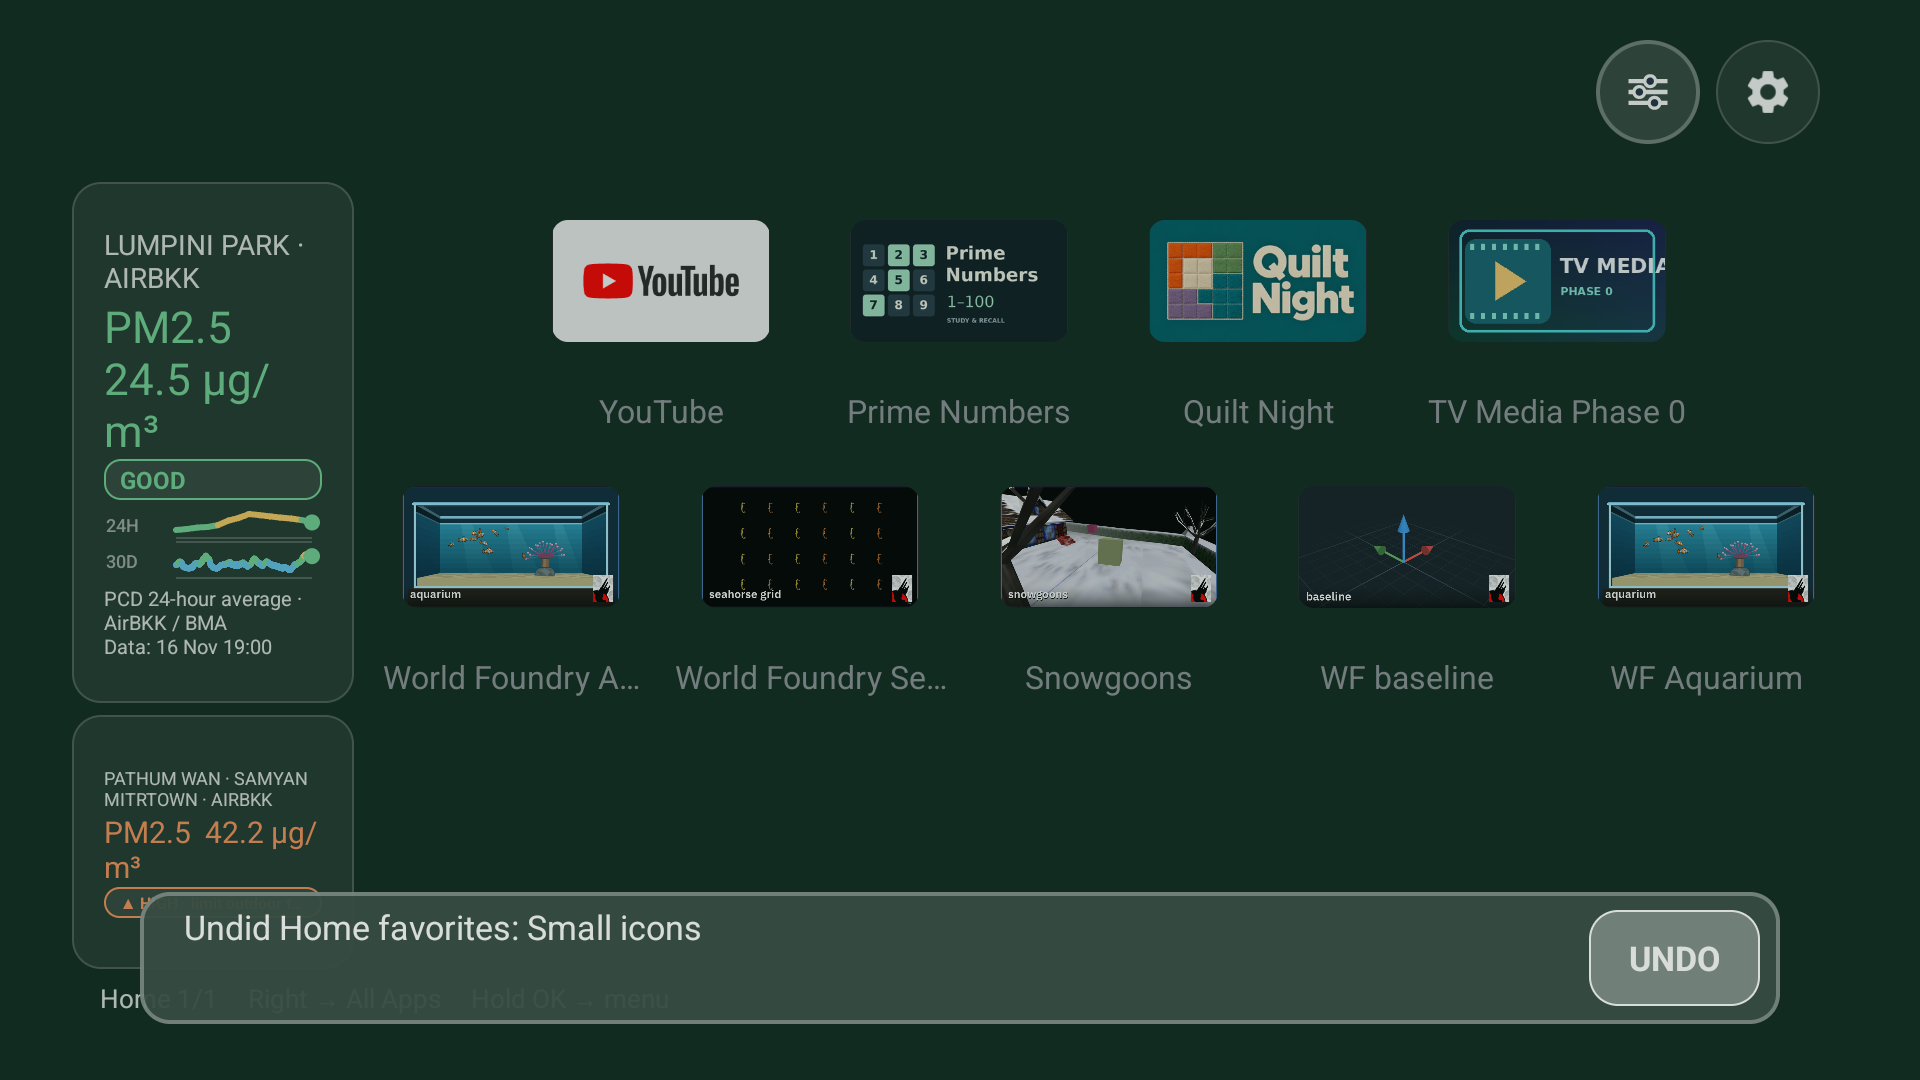 LUMPINI PARK ·
AIRBKK
PM2.5
24.5 µg/
m³
GOOD
24H
30D
PCD 24-hour average ·
AirBKK / BMA
Data: 16 Nov 19:00
PATHUM WAN · SAMYAN
MITRTOWN · AIRBKK
PM2.5 42.2 µg/
m³
YouTube
1 2 3
4 5 6
7 8 9
Prime
Numbers
1–100
STUDY & RECALL
Quilt
Night
TV MEDIA
PHASE 0
YouTube
Prime Numbers
Quilt Night
TV Media Phase 0
aquarium
seahorse grid
snowgoons
baseline
aquarium
World Foundry A...
World Foundry Se...
Snowgoons
WF baseline
WF Aquarium
Undid Home favorites: Small icons
UNDO
Home 1/1 Right → All Apps Hold OK → menu